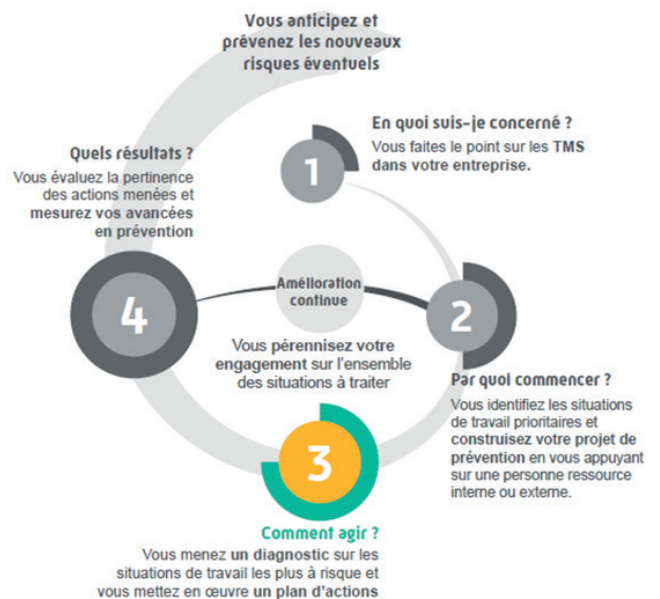 Vous anticipez et
prévenez les nouveaux
risques éventuels
En quoi suis-je concerné ?
Vous faites le point sur les TMS
dans votre entreprise.
1
Quels résultats ?
Vous évaluez la pertinence
des actions menées et
mesurez vos avancées
en prévention
4
Amélioration
continue
Vous pérennisez votre
engagement sur l'ensemble
des situations à traiter
2
Par quoi commencer ?
Vous identifiez les situations
de travail prioritaires et
construisez votre projet de
prévention en vous appuyant
sur une personne ressource
interne ou externe.
3
Comment agir ?
Vous menez un diagnostic sur les
situations de travail les plus à risque et
vous mettez en œuvre un plan d'actions